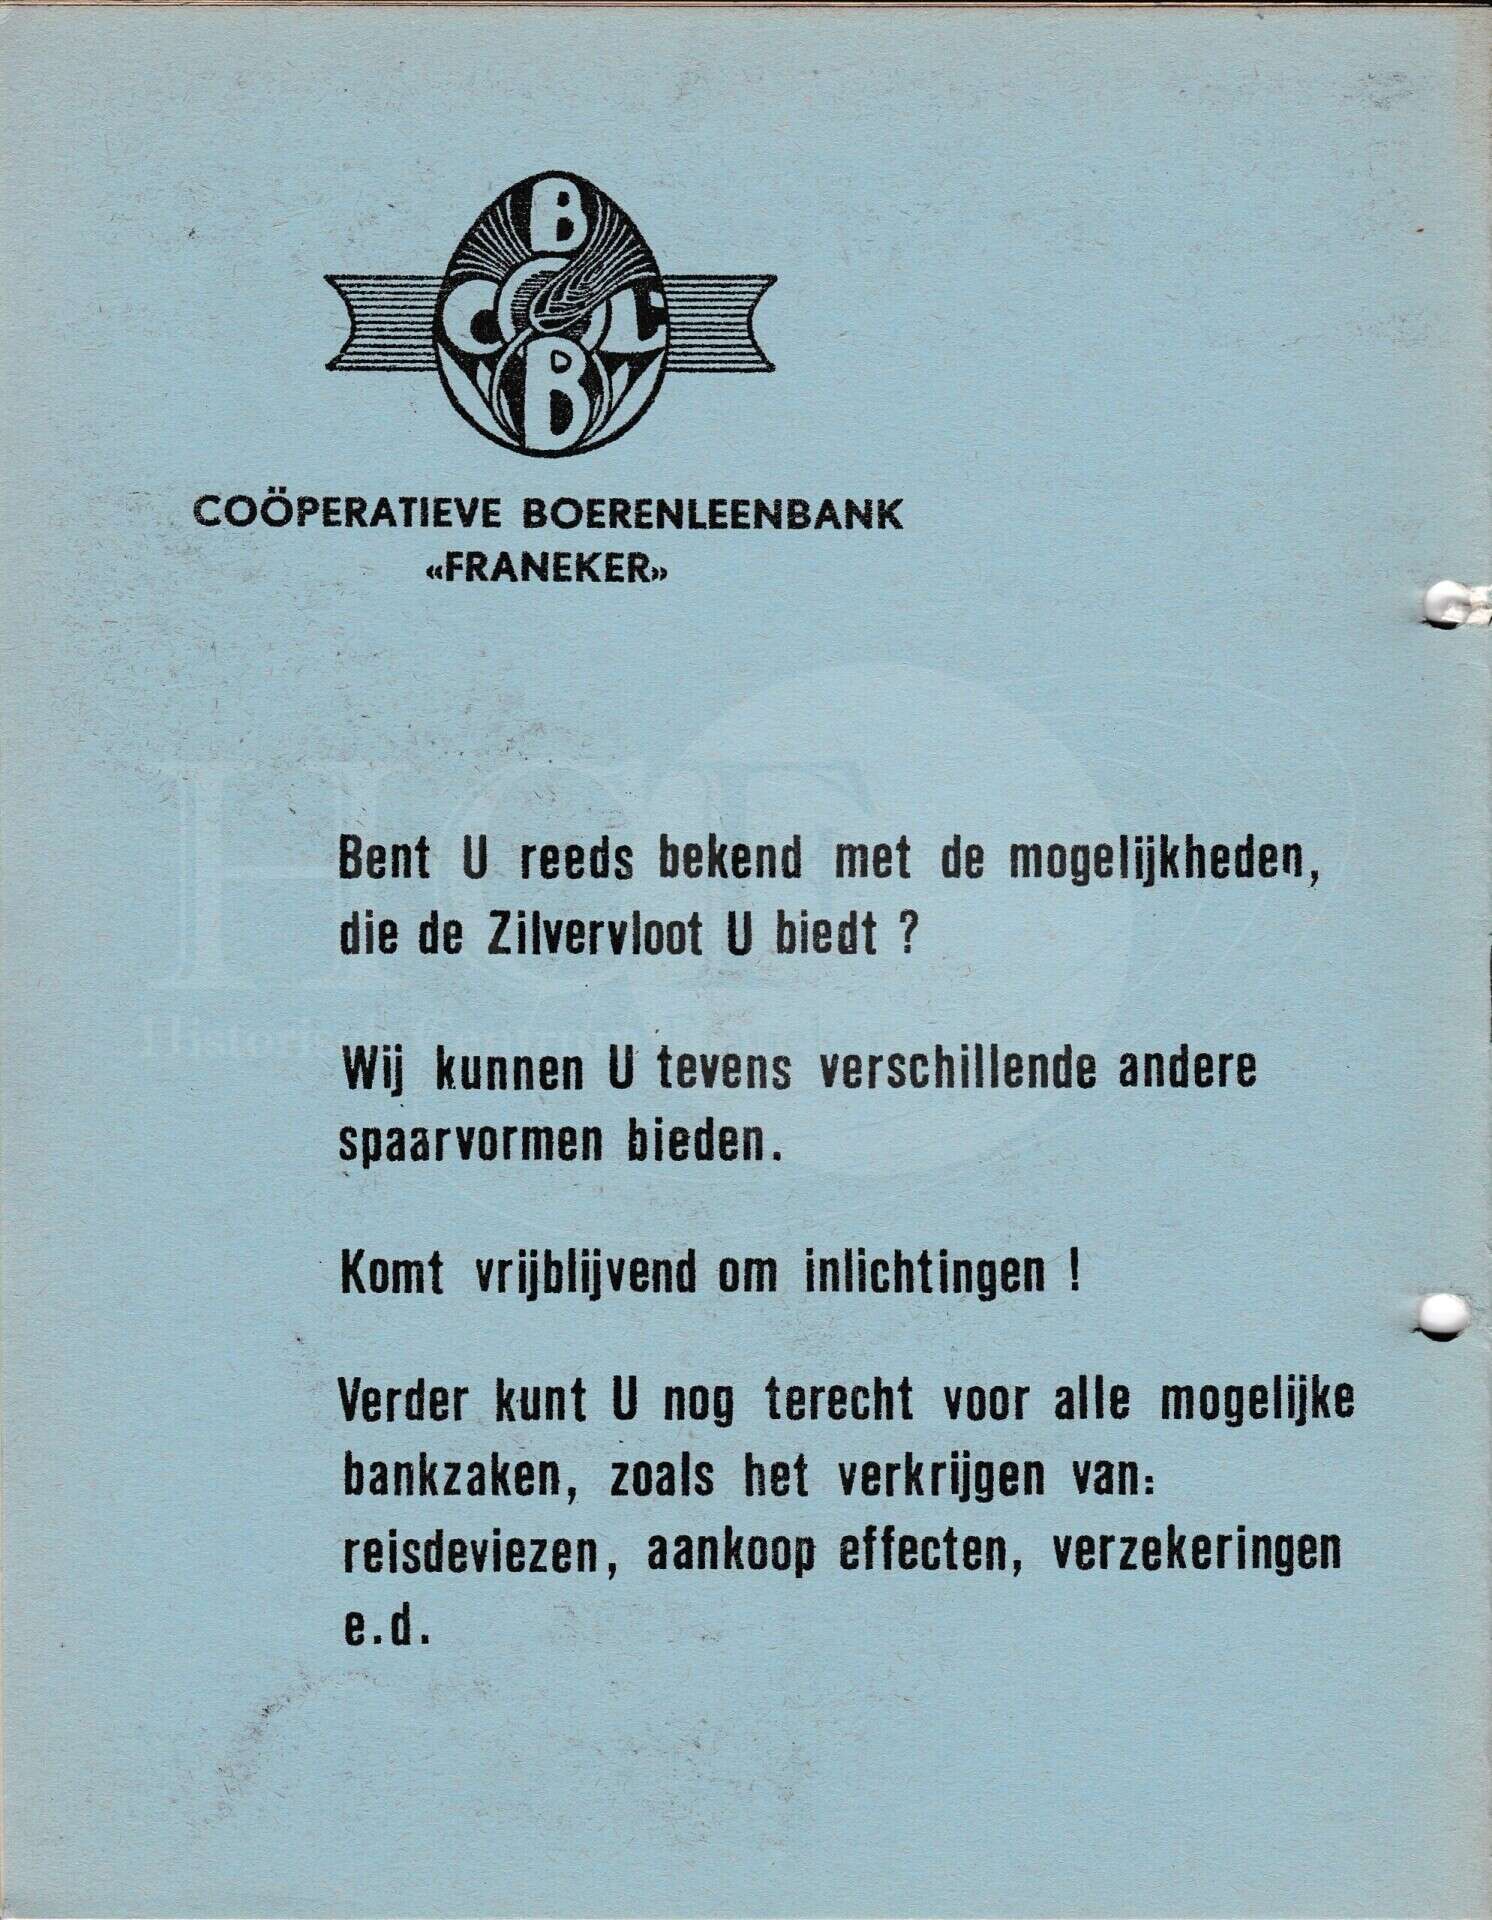 B
C L
B
COÖPERATIEVE BOERENLEENBANK
«FRANEKER»
HCF
Bent U reeds bekend met de mogelijkheden,
die de Zilvervloot U biedt ?
Wij kunnen U tevens verschillende andere
spaarvormen bieden.
Komt vrijblijvend om inlichtingen !
Verder kunt U nog terecht voor alle mogelijke
bankzaken, zoals het verkrijgen van:
reisdeviezen, aankoop effecten, verzekeringen
e.d.